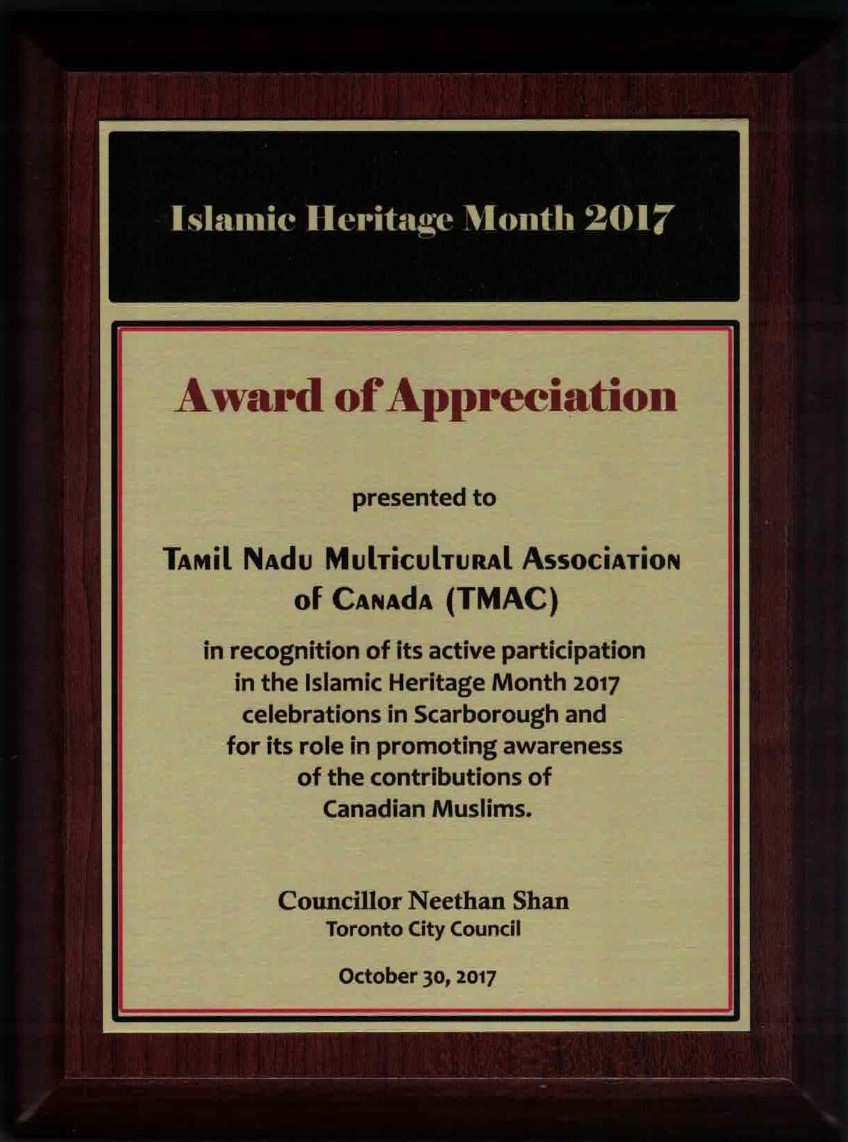 Islamic Heritage Month 2017
Award of Appreciation
presented to
Tamil Nadu Multicultural Association
of Canada (TMAC)
in recognition of its active participation
in the Islamic Heritage Month 2017
celebrations in Scarborough and
for its role in promoting awareness
of the contributions of
Canadian Muslims.
Councillor Neethan Shan
Toronto City Council
October 30, 2017